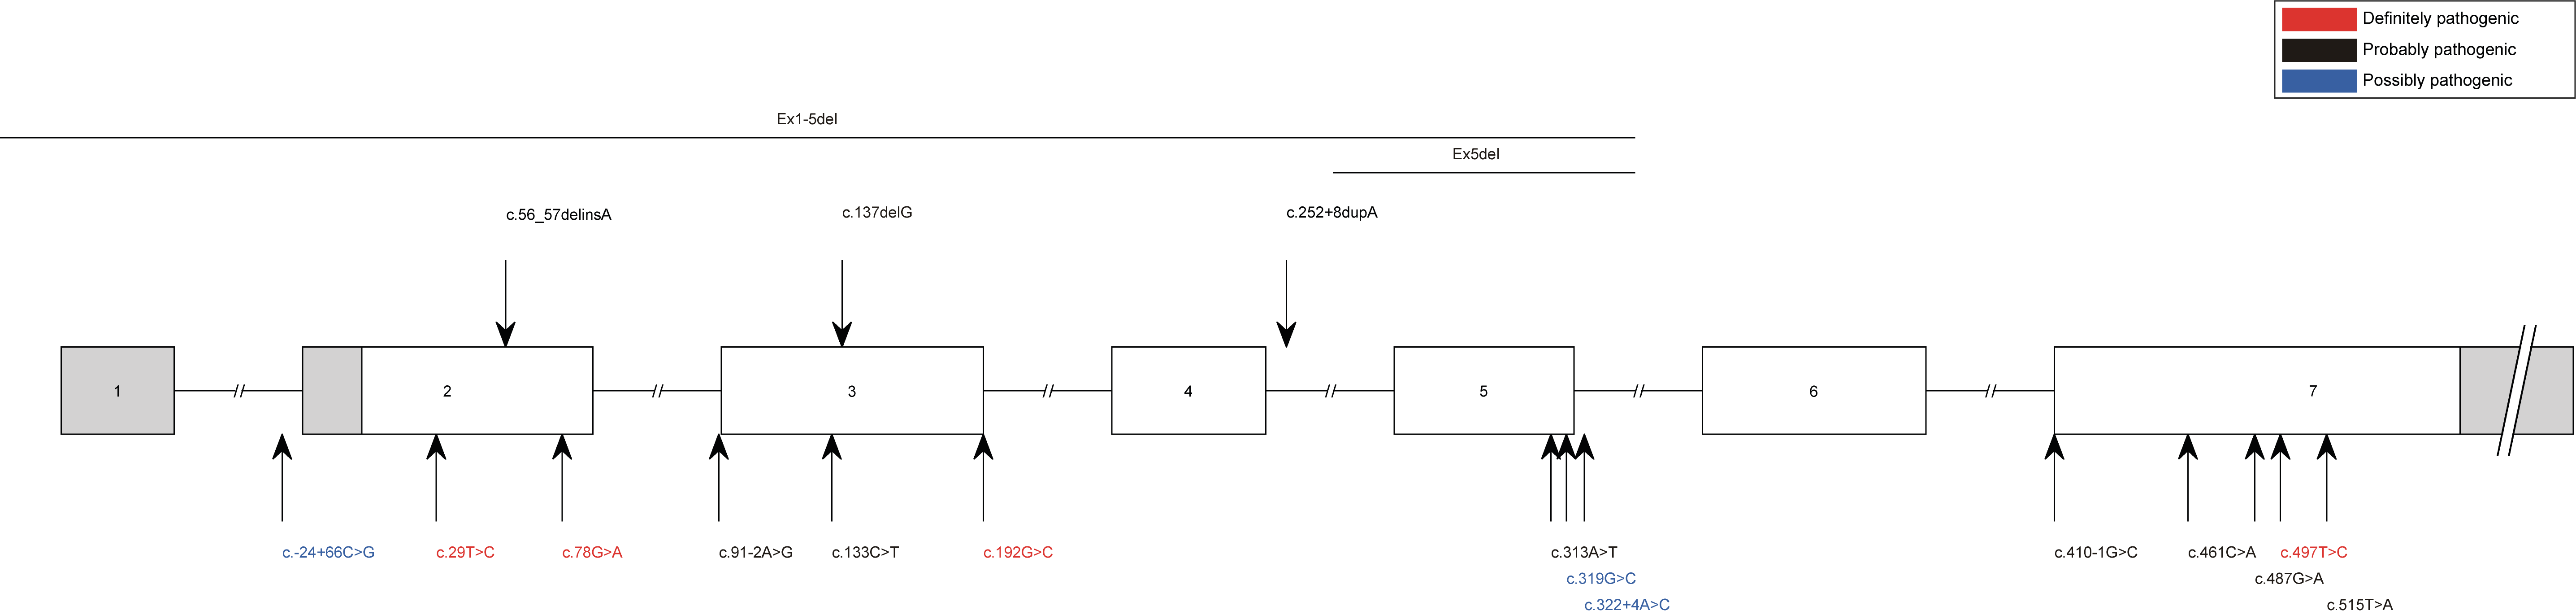 Definitely pathogenic
Probably pathogenic
Possibly pathogenic
Ex1-5del
Ex5del
c.56_57delinsA
c.137delG
c.252+8dupA
1
2
3
4
5
6
7
c.-24+66C>G
c.29T>C
c.78G>A
c.91-2A>G
c.133C>T
c.192G>C
c.313A>T
c.319G>C
c.322+4A>C
c.410-1G>C
c.461C>A
c.497T>C
c.487G>A
c.515T>A